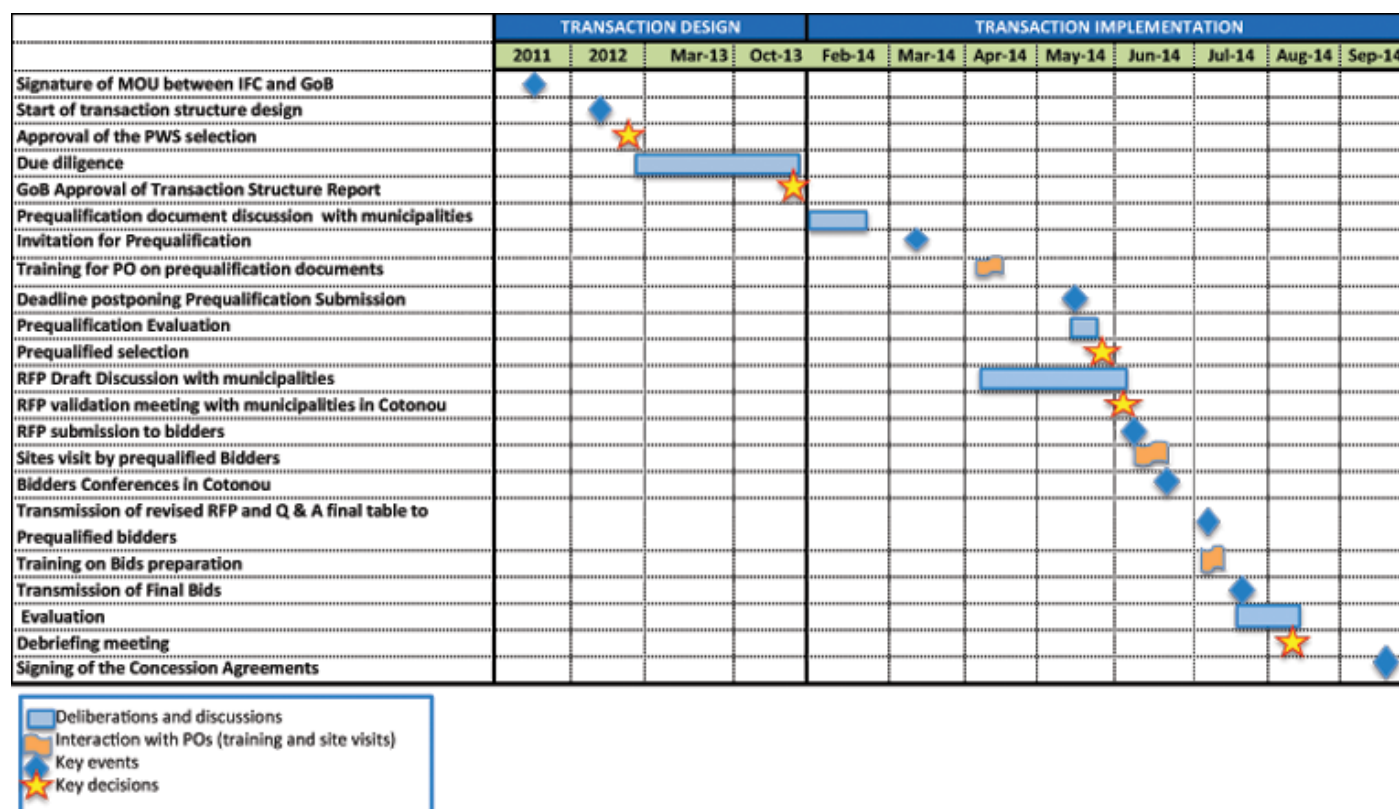 TRANSACTION DESIGN TRANSACTION IMPLEMENTATION
2011 2012 Mar-13 Oct-13 Feb-14 Mar-14 Apr-14 May-14 Jun-14 Jul-14 Aug-14 Sep-14
Signature of MOU between IFC and GoB
Start of transaction structure design
Approval of the PWS selection
Due diligence
GoB Approval of Transaction Structure Report
Prequalification document discussion with municipalities
Invitation for Prequalification
Training for PO on prequalification documents
Deadline postponing Prequalification Submission
Prequalification Evaluation
Prequalified selection
RFP Draft Discussion with municipalities
RFP validation meeting with municipalities in Cotonou
RFP submission to bidders
Sites visit by prequalified Bidders
Bidders Conferences in Cotonou
Transmission of revised RFP and Q & A final table to
Prequalified bidders
Training on Bids preparation
Transmission of Final Bids
Evaluation
Debriefing meeting
Signing of the Concession Agreements
Deliberations and discussions
Interaction with POs (training and site visits)
Key events
Key decisions